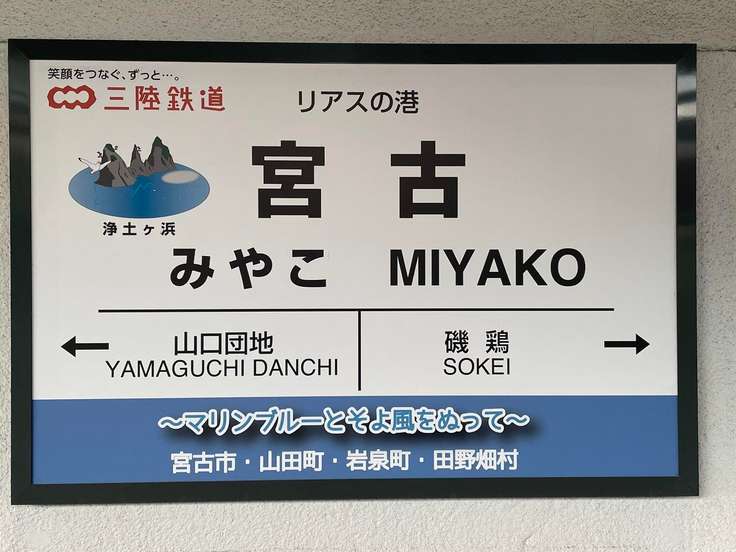 笑顔をつなぐ、ずっと…。
三陸鉄道
リアスの港
宮古
浄土ヶ浜
みやこ MIYAKO
山口団地
YAMAGUCHI DANCHI
磯鶏
SOKEI
～マリンブルーとそよ風をぬって～
宮古市・山田町・岩泉町・田野畑村